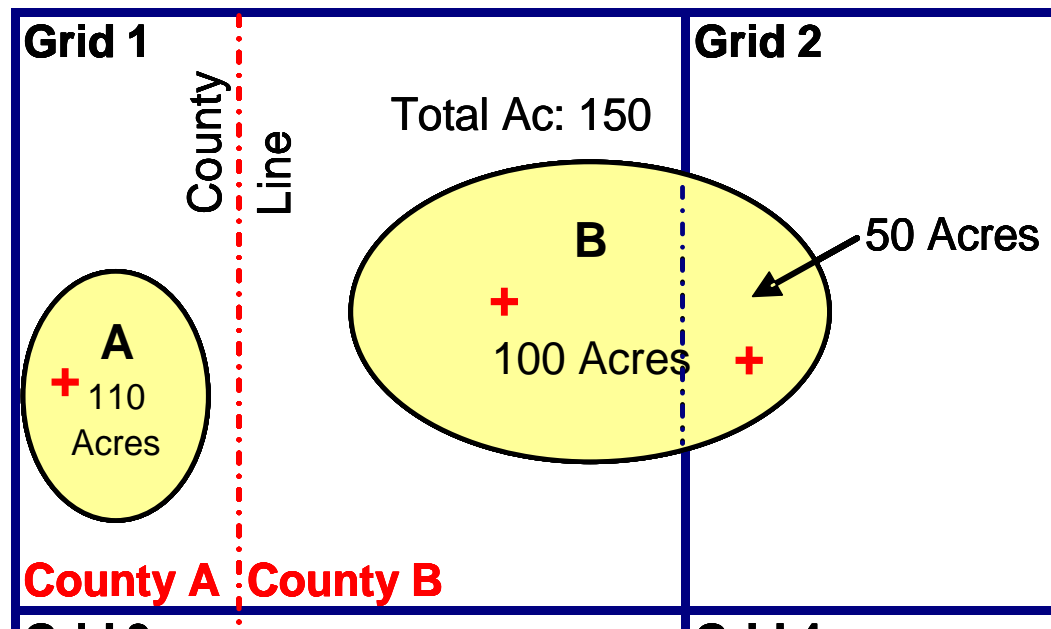 Grid 1
Grid 2
County
Line
Total Ac: 150
B
50 Acres
100 Acres
A
110
Acres
County A
County B